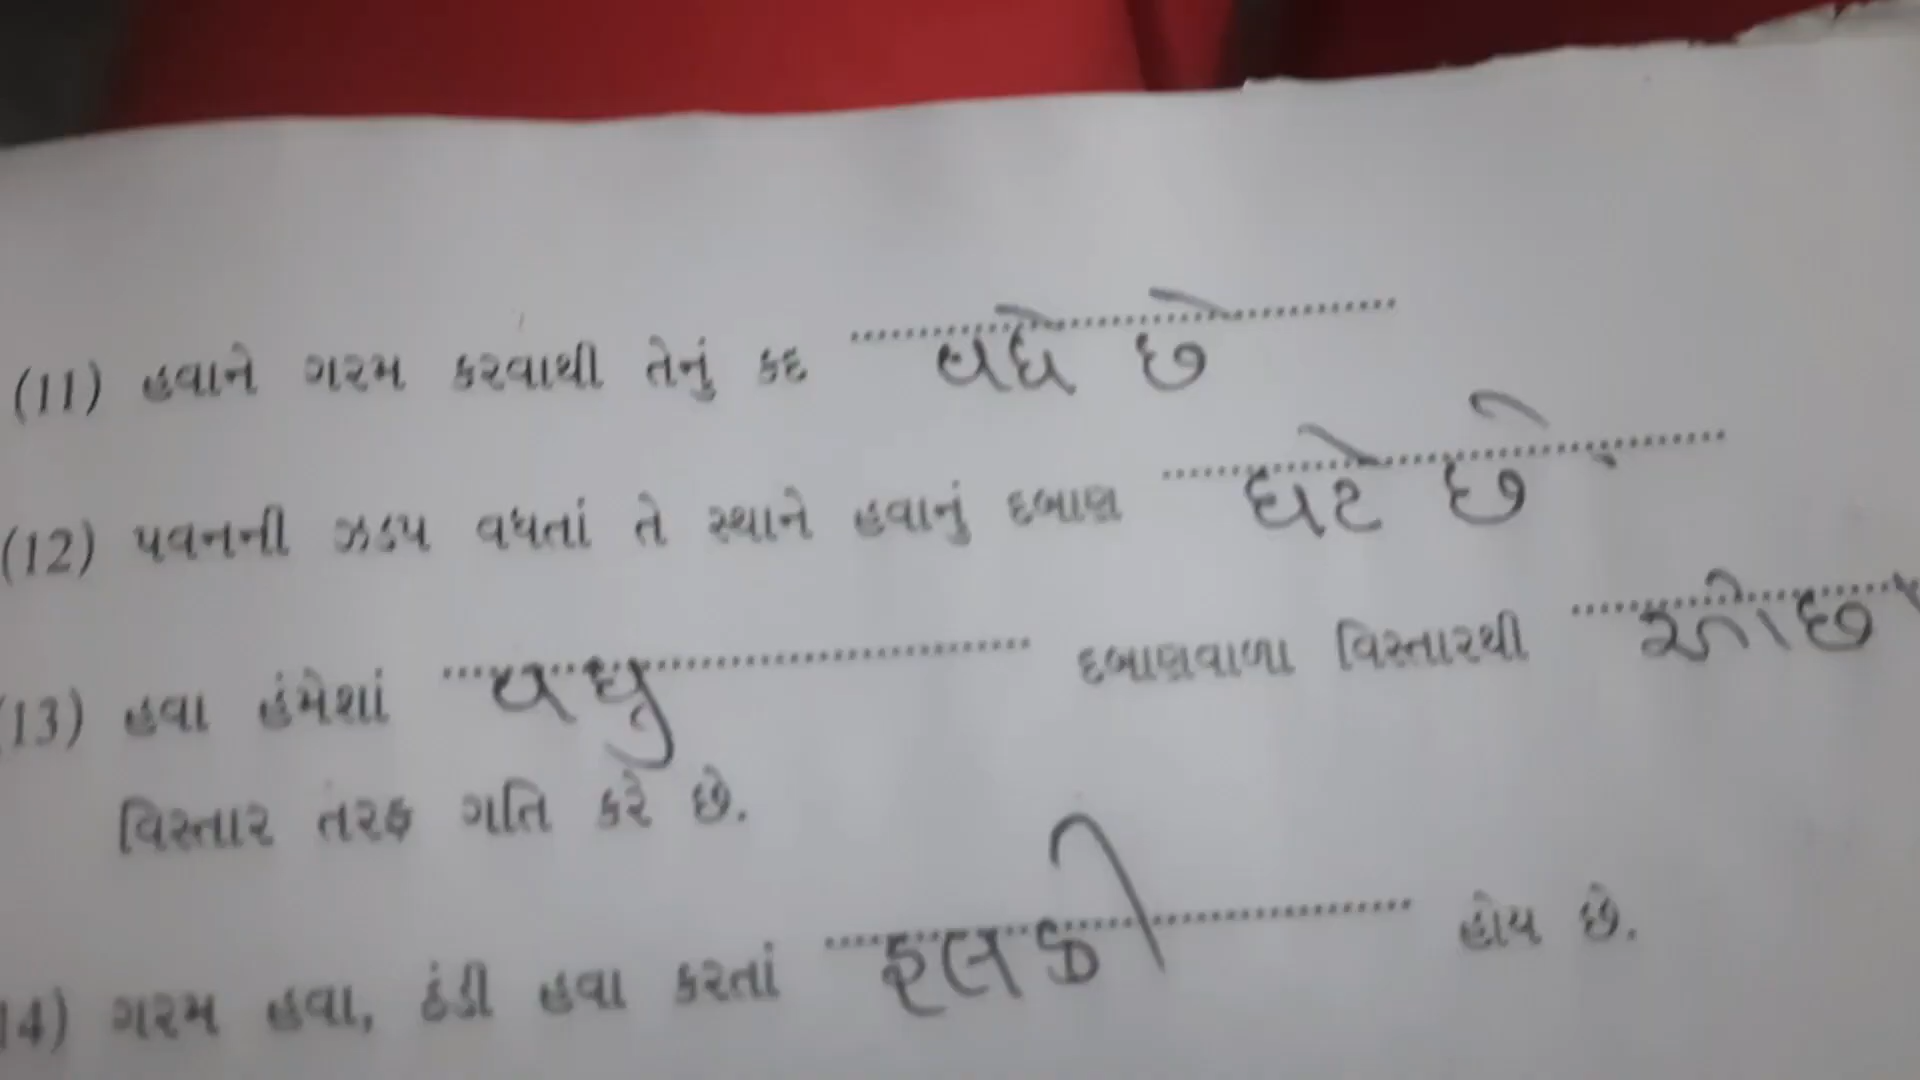 (11) હવાને ગરમ કરવાથી તેનું કદ વધે છે
(12) પવનની ઝડપ વધતાં તે સ્થાને હવાનું દબાણ ઘટે છે.
(13) હવા હંમેશાં વધુ દબાણવાળા વિસ્તારથી ઓછા
વિસ્તાર તરફ ગતિ કરે છે.
14) ગરમ હવા, ઠંડી હવા કરતાં હલકી હોય છે.